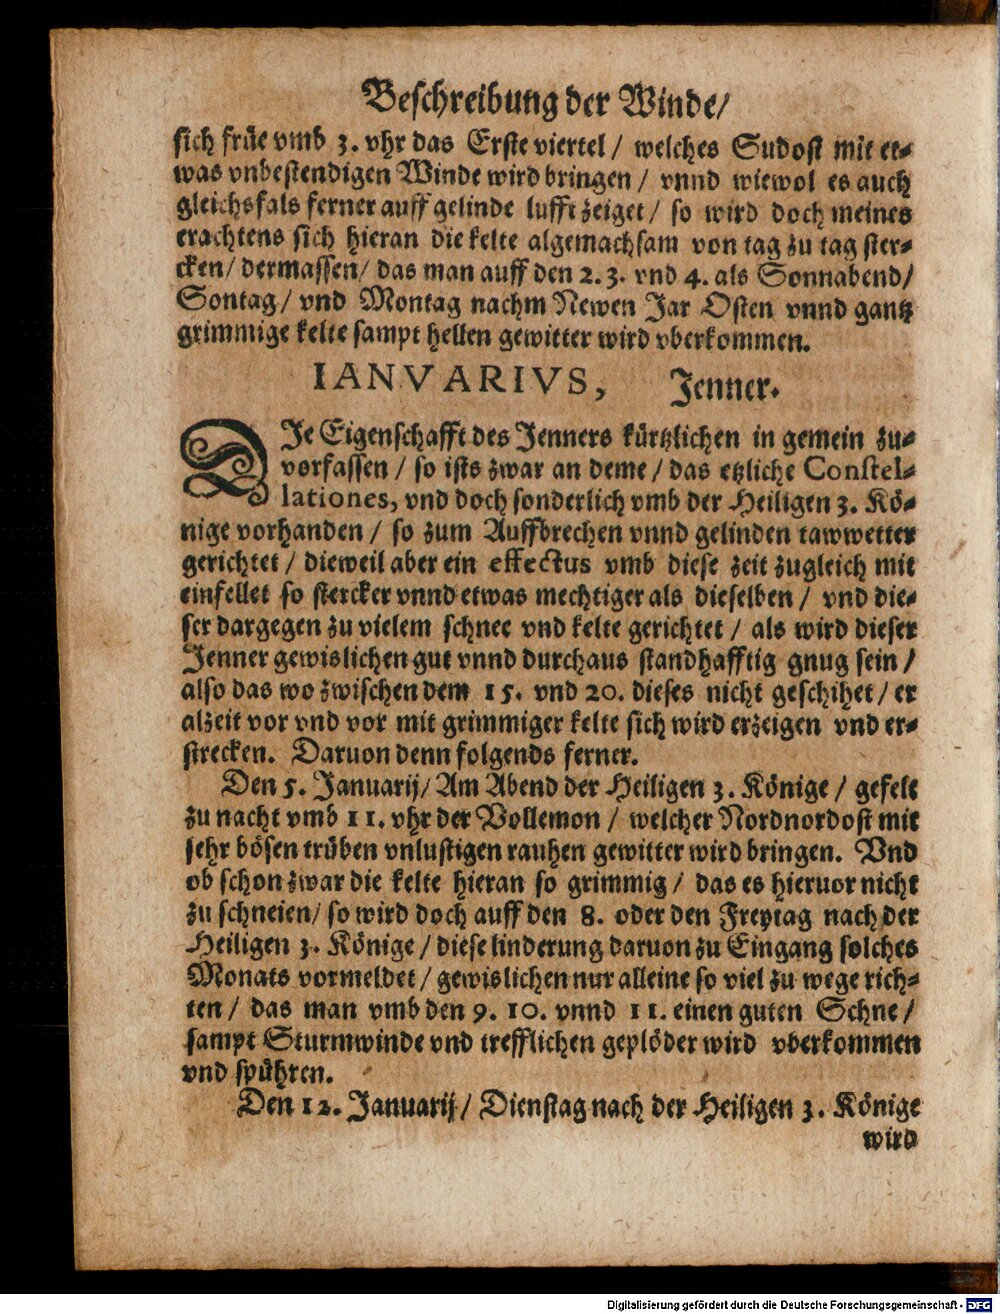 Beschreibung der Winde/
sich früe vmb 3. vhr das Erste viertel / welches Sudost mit et-
was vnbestendigen Winde wird bringen / vnnd wiewol es auch
gleichsfals ferner auff gelinde lufft zeiget / so wird doch meines
erachtens sich hieran die kelte algemachsam von tag zu tag ster-
cken / dermassen / das man auff den 2. 3. vnd 4. als Sonnabend/
Sontag / vnd Montag nachm Newen Jar Osten vnnd gantz
grimmige kelte sampt hellen gewitter wird vberkommen.
IANVARIVS, Jenner.
DJe Eigenschafft des Jenners kürtzlichen in gemein zu-
vorfassen / so ists zwar an deme / das etzliche Constel-
lationes, vnd doch sonderlich vmb der Heiligen 3. Kö-
nige vorhanden / so zum Auffbrechen vnnd gelinden tawwetter
gerichtet / dieweil aber ein effectus vmb diese zeit zugleich mit
einfellet so stercker vnnd etwas mechtiger als dieselben / vnd die-
ser dargegen zu vielem schnee vnd kelte gerichtet / als wird dieser
Jenner gewislichen gut vnnd durchaus standhafftig gnug sein /
also das wo zwischen dem 15. vnd 20. dieses nicht geschihet / er
alzeit vor vnd vor mit grimmiger kelte sich wird erzeigen vnd er-
strecken. Daruon denn folgends ferner.
Den 5. Januarij / Am Abend der Heiligen 3. Könige / gefelt
zu nacht vmb 11. vhr der Vollemon / welcher Nordnordost mit
sehr bösen trüben vnlustigen rauhen gewitter wird bringen. Vnd
ob schon zwar die kelte hieran so grimmig / das es hieruor nicht
zu schneien / so wird doch auff den 8. oder den Freytag nach der
Heiligen 3. Könige / diese linderung daruon zu Eingang solches
Monats vormeldet / gewislichen nur alleine so viel zu wege rich-
ten / das man vmb den 9. 10. vnnd 11. einen guten Schne /
sampt Sturmwinde vnd trefflichen geplöder wird vberkommen
vnd spühren.
Den 12. Januarij / Dienstag nach der Heiligen 3. Könige
wird
Digitalisierung gefördert durch die Deutsche Forschungsgemeinschaft - DFG